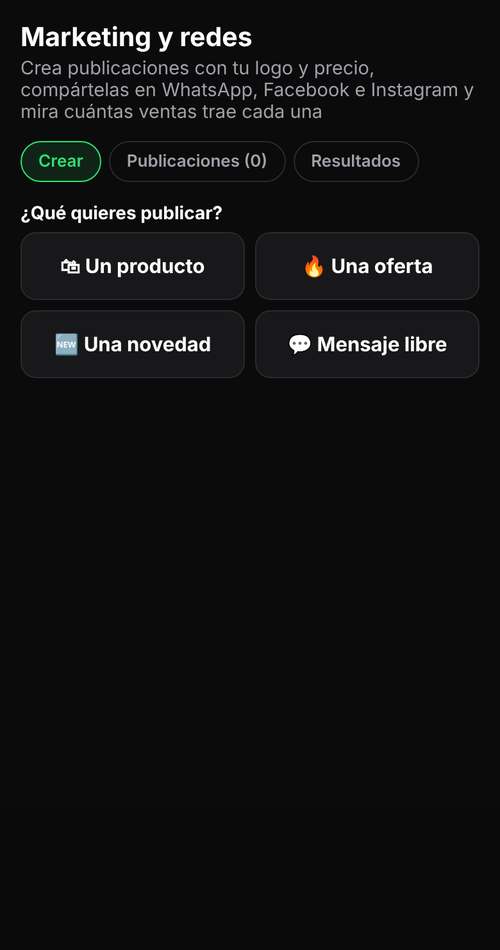 Marketing y redes
Crea publicaciones con tu logo y precio,
compártelas en WhatsApp, Facebook e Instagram y
mira cuántas ventas trae cada una
Crear
Publicaciones (0)
Resultados
¿Qué quieres publicar?
🛍 Un producto
🔥 Una oferta
🆕 Una novedad
💬 Mensaje libre